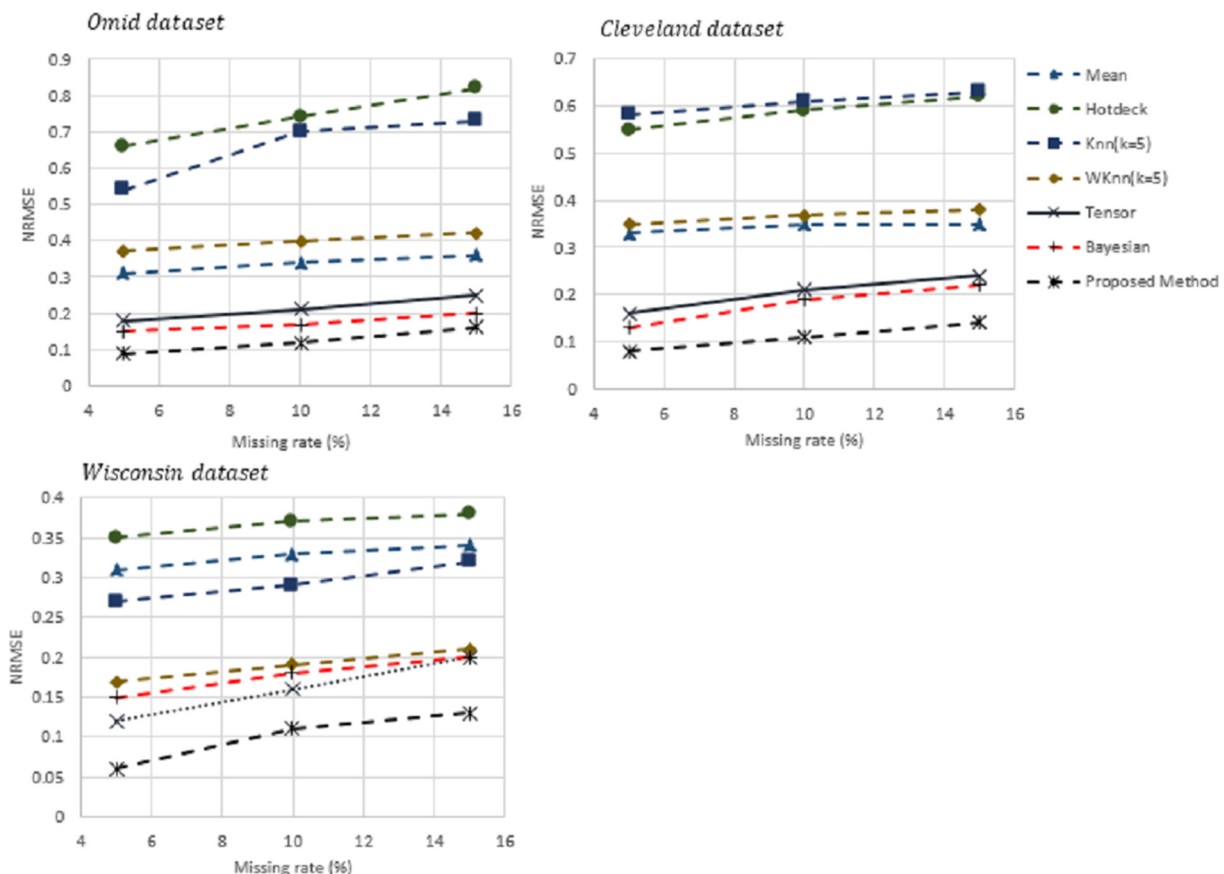 Omid dataset
0.9
0.8
0.7
0.6
0.5
0.4
0.3
0.2
0.1
0
NRMSE
4 6 8 10 12 14 16
Missing rate (%)
Cleveland dataset
0.7
0.6
0.5
0.4
0.3
0.2
0.1
0
NRMSE
4 6 8 10 12 14 16
Missing rate (%)
Mean
Hotdeck
Knn(k=5)
WKnn(k=5)
Tensor
Bayesian
Proposed Method
Wisconsin dataset
0.4
0.35
0.3
0.25
0.2
0.15
0.1
0.05
0
NRMSE
4 6 8 10 12 14 16
Missing rate (%)